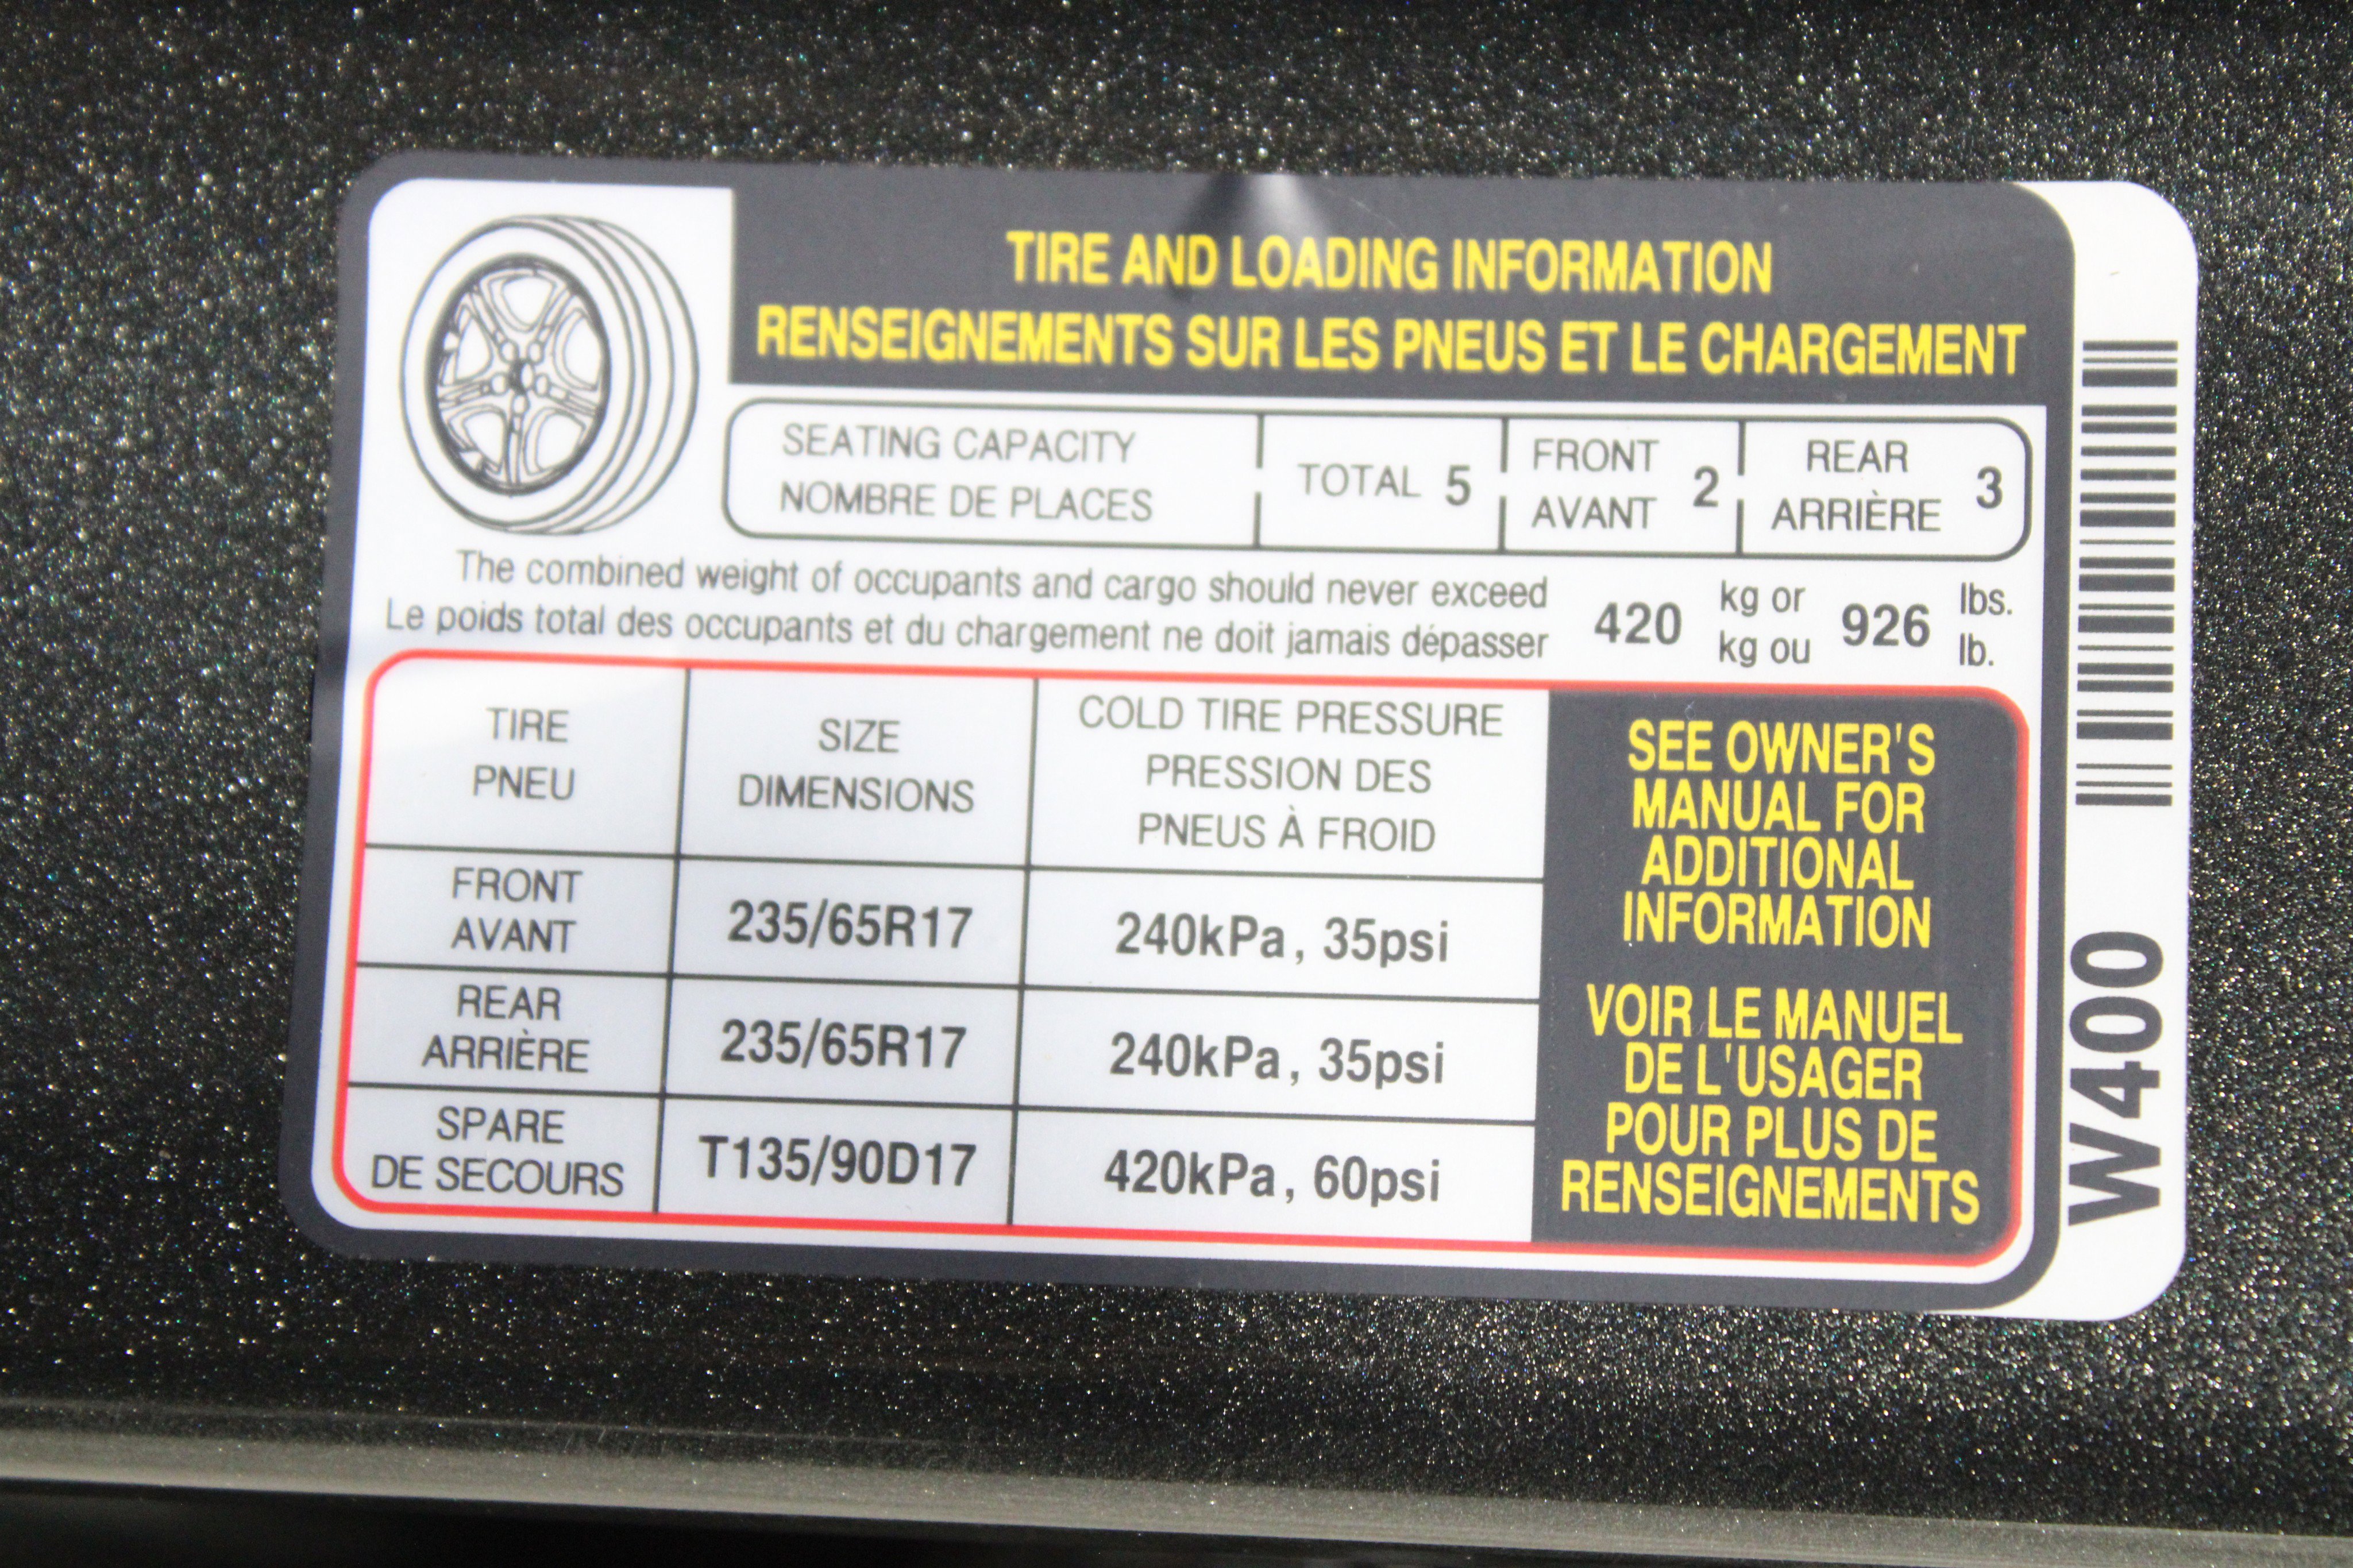 TIRE AND LOADING INFORMATION
RENSEIGNEMENTS SUR LES PNEUS ET LE CHARGEMENT
SEATING CAPACITY
NOMBRE DE PLACES
TOTAL 5
FRONT
AVANT
2
REAR
ARRIÈRE
3
The combined weight of occupants and cargo should never exceed
Le poids total des occupants et du chargement ne doit jamais dépasser
420
kg or
kg ou
926
lbs.
lb.
TIRE
PNEU
SIZE
DIMENSIONS
COLD TIRE PRESSURE
PRESSION DES
PNEUS À FROID
FRONT
AVANT
235/65R17
240kPa, 35psi
REAR
ARRIÈRE
235/65R17
240kPa, 35psi
SPARE
DE SECOURS
T135/90D17
420kPa, 60psi
SEE OWNER'S
MANUAL FOR
ADDITIONAL
INFORMATION
VOIR LE MANUEL
DE L'USAGER
POUR PLUS DE
RENSEIGNEMENTS
W400